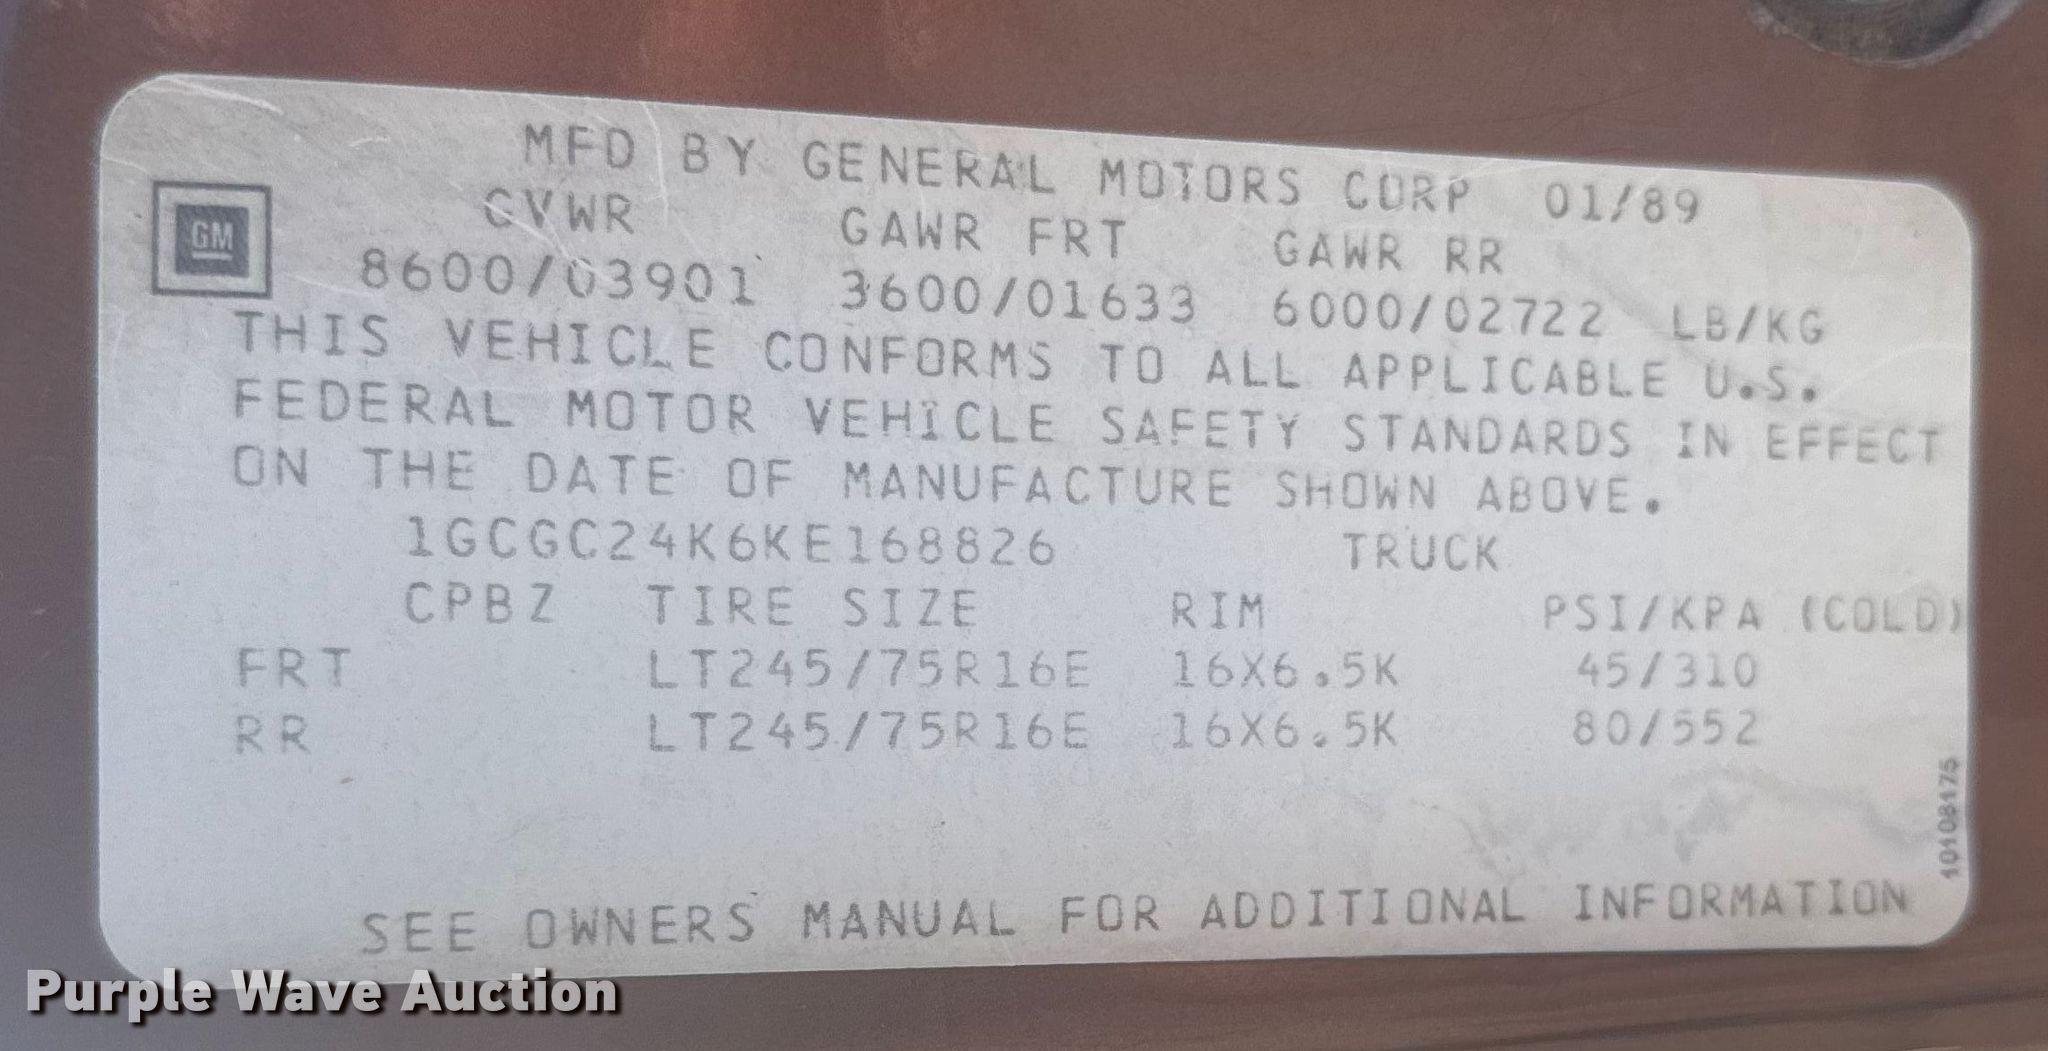 MFD BY GENERAL MOTORS CORP 01/89
GM
GVWR GAWR FRT GAWR RR
8600/03901 3600/01633 6000/02722 LB/KG
THIS VEHICLE CONFORMS TO ALL APPLICABLE U.S.
FEDERAL MOTOR VEHICLE SAFETY STANDARDS IN EFFECT
ON THE DATE OF MANUFACTURE SHOWN ABOVE.
1GCGC24K6KE168826 TRUCK
CPBZ TIRE SIZE RIM PSI/KPA (COLD)
FRT LT245/75R16E 16X6.5K 45/310
RR LT245/75R16E 16X6.5K 80/552
10108175
SEE OWNERS MANUAL FOR ADDITIONAL INFORMATION
Purple Wave Auction